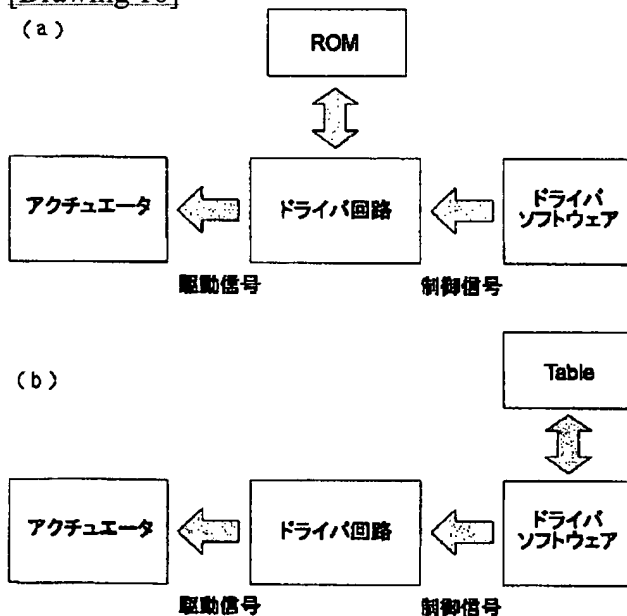 [Drawing 10]
(a)
ROM
アクチュエータ
ドライバ回路
ドライバ
ソフトウェア
駆動信号
制御信号
(b)
Table
アクチュエータ
ドライバ回路
ドライバ
ソフトウェア
駆動信号
制御信号